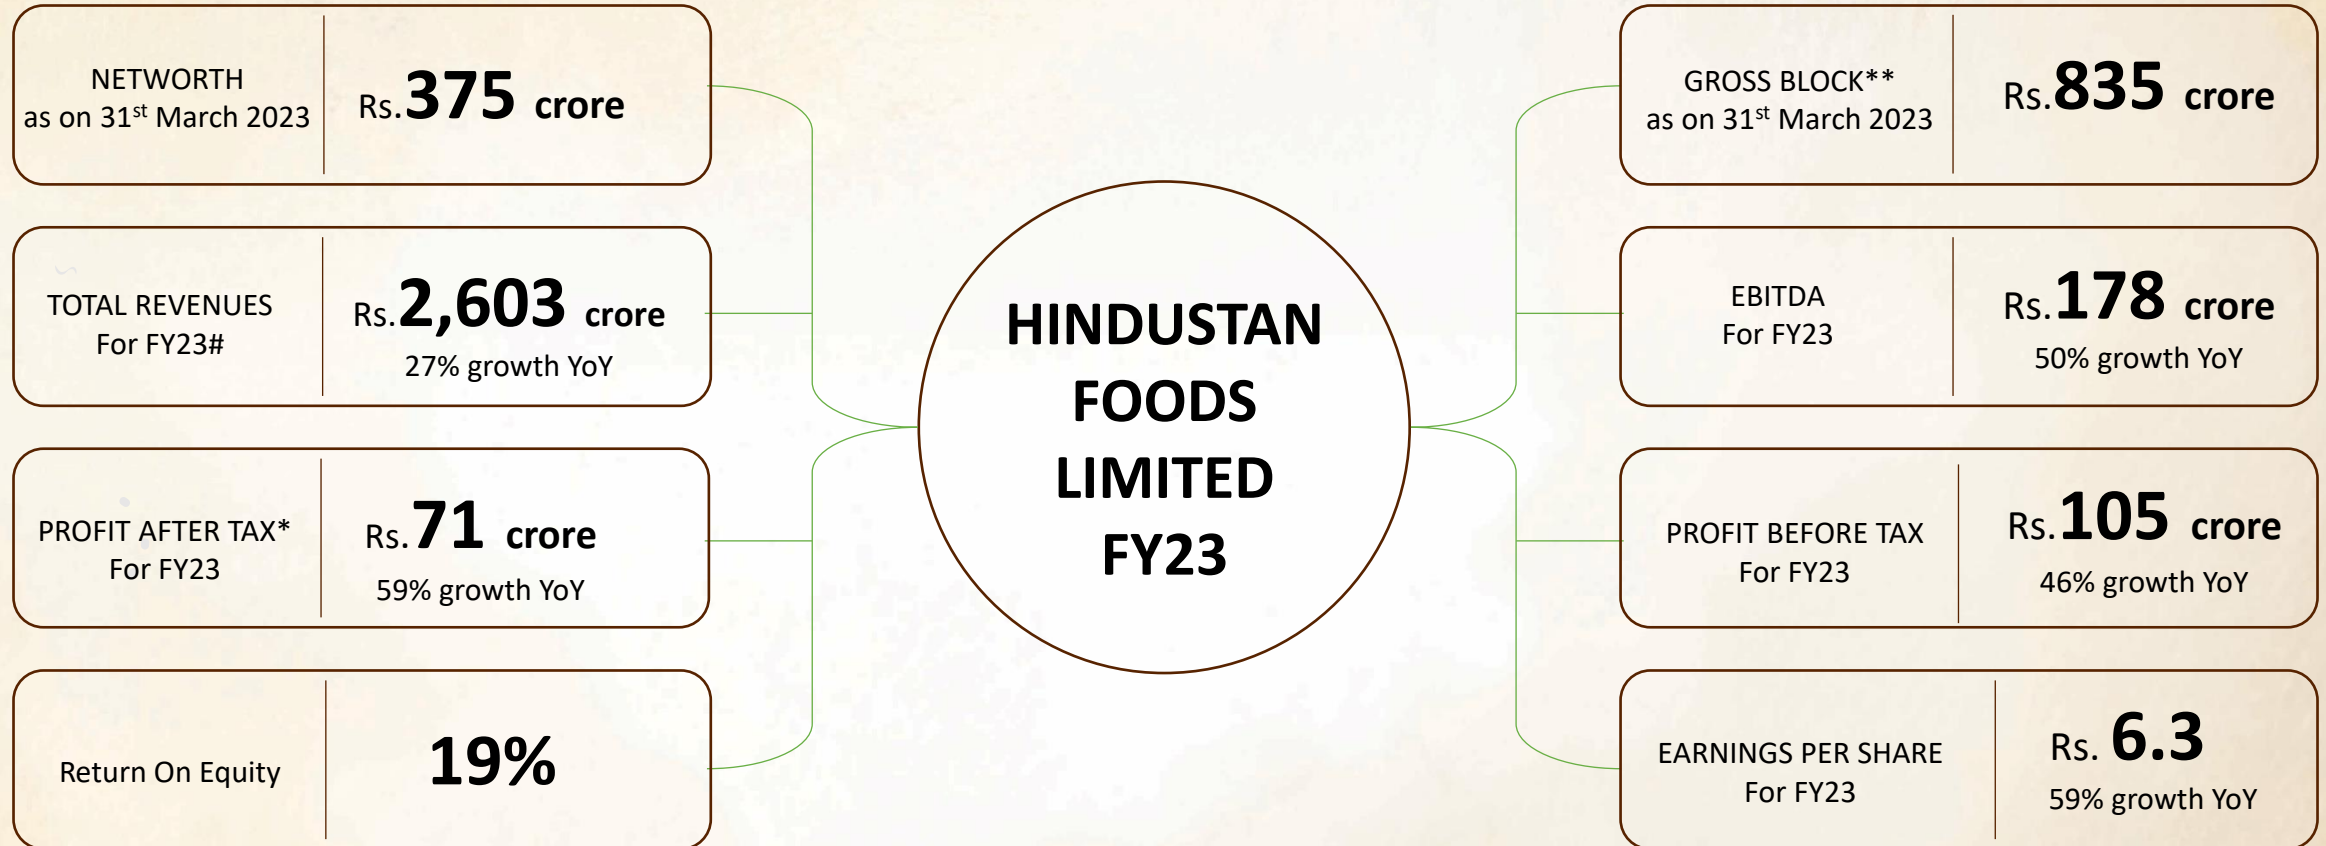 NETWORTH
as on 31st March 2023
Rs.375 crore
TOTAL REVENUES
For FY23#
Rs.2,603 crore
27% growth YoY
PROFIT AFTER TAX*
For FY23
Rs.71 crore
59% growth YoY
Return On Equity
19%
HINDUSTAN
FOODS
LIMITED
FY23
GROSS BLOCK**
as on 31st March 2023
Rs.835 crore
EBITDA
For FY23
Rs.178 crore
50% growth YoY
PROFIT BEFORE TAX
For FY23
Rs.105 crore
46% growth YoY
EARNINGS PER SHARE
For FY23
Rs. 6.3
59% growth YoY